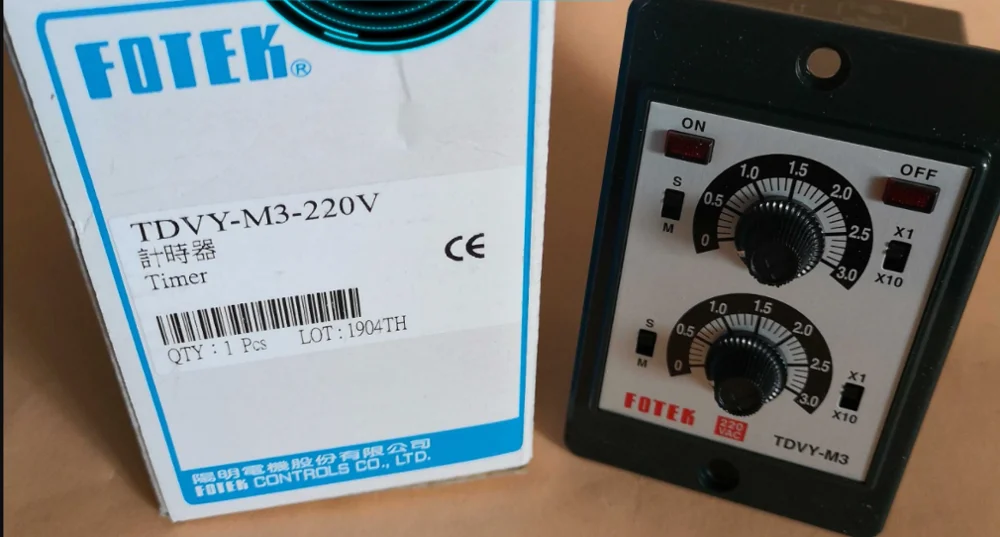 FOTEK®
TDVY-M3-220V
計時器
Timer
CE
QTY : 1 Pcs LOT : 1904TH
陽明電機股份有限公司
FOTEK CONTROLS CO., LTD.
ON
OFF
S
M
0 0.5 1.0 1.5 2.0 2.5 3.0
X1
X10
S
M
0 0.5 1.0 1.5 2.0 2.5 3.0
X1
X10
FOTEK
220
VAC
TDVY-M3